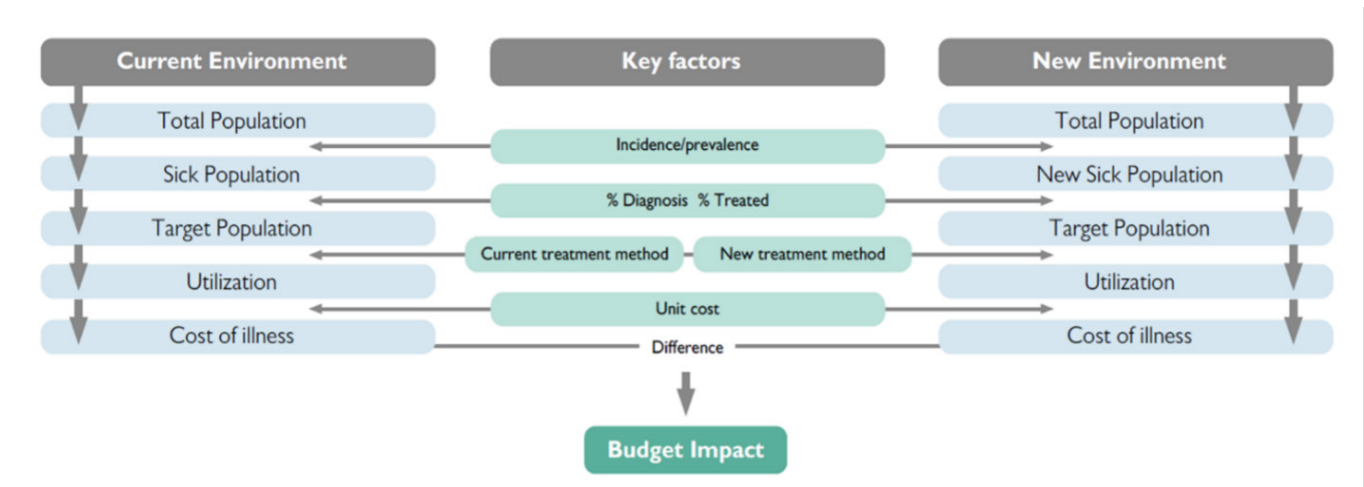 Current Environment
Key factors
New Environment
Total Population
Total Population
Incidence/prevalence
Sick Population
New Sick Population
% Diagnosis % Treated
Target Population
Target Population
Current treatment method
New treatment method
Utilization
Utilization
Unit cost
Cost of illness
Cost of illness
Difference
Budget Impact